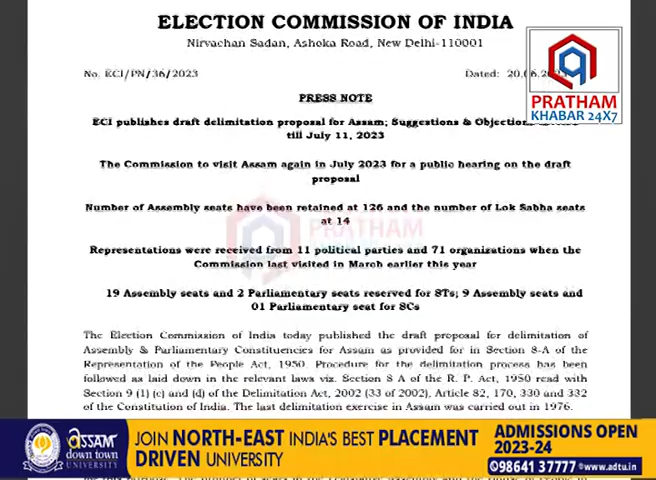 ELECTION COMMISSION OF INDIA
Nirvachan Sadan, Ashoka Road, New Delhi-110001
No. ECI/PN/36/2023
Dated: 20.06.2023
PRATHAM
KHABAR 24X7
PRESS NOTE
ECI publishes draft delimitation proposal for Assam; Suggestions & Objections
till July 11, 2023
The Commission to visit Assam again in July 2023 for a public hearing on the draft
proposal
Number of Assembly seats have been retained at 126 and the number of Lok Sabha seats
at 14
PRATHAM
Representations were received from 11 political parties and 71 organizations when the
Commission last visited in March earlier this year
19 Assembly seats and 2 Parliamentary seats reserved for STs; 9 Assembly seats and
01 Parliamentary seat for SCs
The Election Commission of India today published the draft proposal for delimitation of
Assembly & Parliamentary Constituencies for Assam as provided for in Section 8-A of the
Representation of the People Act, 1950. Procedure for the delimitation process has been
followed as laid down in the relevant laws viz. Section 8 A of the R. P. Act, 1950 read with
Section 9 (1) (c) and (d) of the Delimitation Act, 2002 (33 of 2002), Article 82, 170, 330 and 332
of the Constitution of India. The last delimitation exercise in Assam was carried out in 1976.
assam
down town
UNIVERSITY
JOIN NORTH-EAST INDIA'S BEST PLACEMENT
DRIVEN UNIVERSITY
ADMISSIONS OPEN
2023-24
98641 37777 www.adtu.in